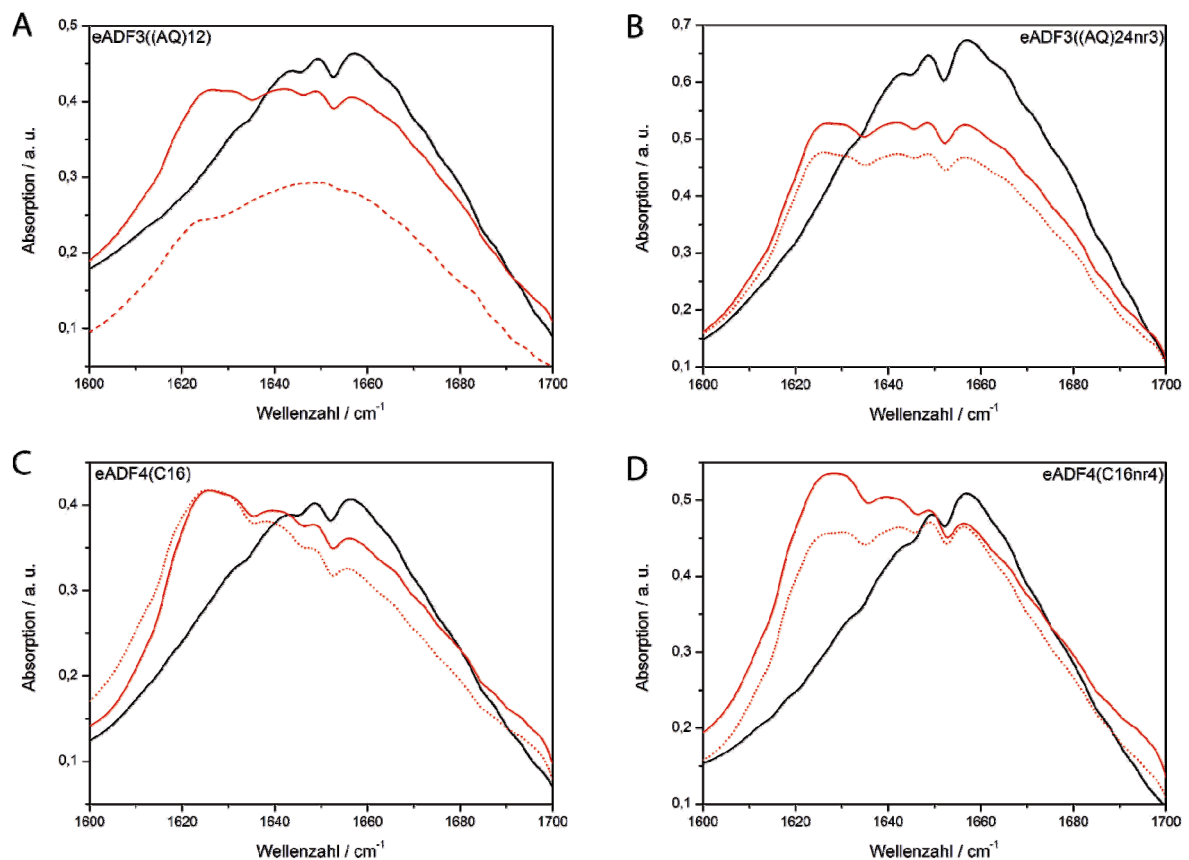 A
eADF3((AQ)12)
0,5
0,4
0,3
0,2
0,1
Absorption / a. u.
1600 1620 1640 1660 1680 1700
Wellenzahl / cm⁻¹
B
eADF3((AQ)24nr3)
0,7
0,6
0,5
0,4
0,3
0,2
0,1
Absorption / a. u.
1600 1620 1640 1660 1680 1700
Wellenzahl / cm⁻¹
C
eADF4(C16)
0,4
0,3
0,2
0,1
Absorption / a. u.
1600 1620 1640 1660 1680 1700
Wellenzahl / cm⁻¹
D
eADF4(C16nr4)
0,5
0,4
0,3
0,2
0,1
Absorption / a. u.
1600 1620 1640 1660 1680 1700
Wellenzahl / cm⁻¹